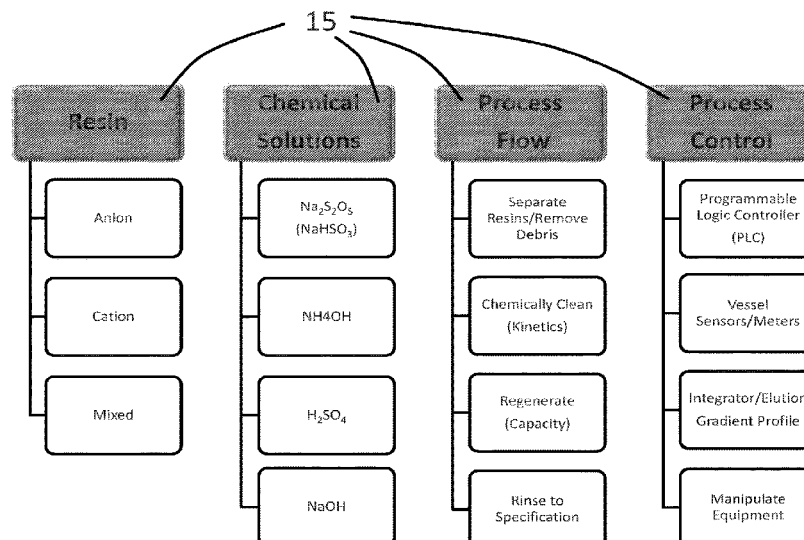 15
Resin
Anion
Cation
Mixed
Chemical
Solutions
Na₂S₂O₅
(NaHSO₃)
NH4OH
H₂SO₄
NaOH
Process
Flow
Separate
Resins/Remove
Debris
Chemically Clean
(Kinetics)
Regenerate
(Capacity)
Rinse to
Specification
Process
Control
Programmable
Logic Controller
(PLC)
Vessel
Sensors/Meters
Integrator/Elution
Gradient Profile
Manipulate
Equipment